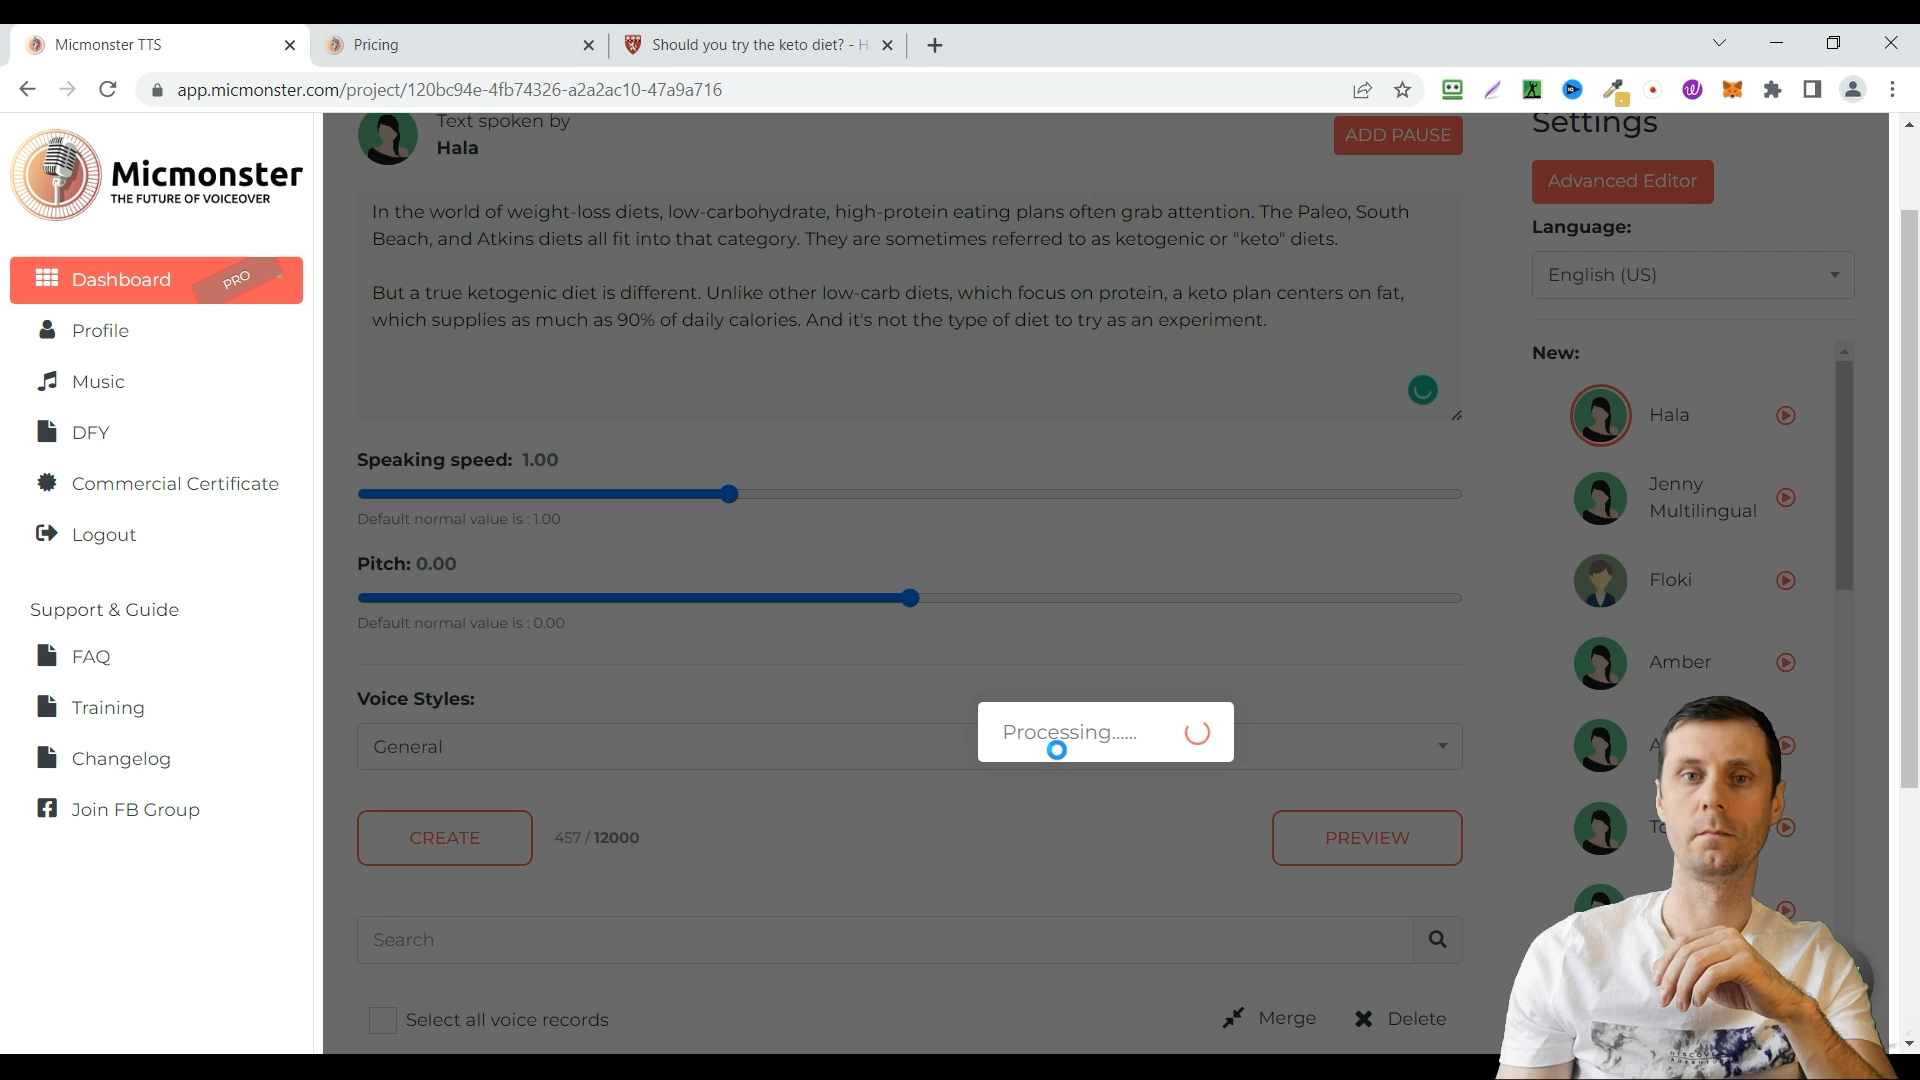 Micmonster TTS
Pricing
Should you try the keto diet? - H
app.micmonster.com/project/120bc94e-4fb74326-a2a2ac10-47a9a716
Micmonster
THE FUTURE OF VOICEOVER
Dashboard
PRO
Profile
Music
DFY
Commercial Certificate
Logout
Support & Guide
FAQ
Training
Changelog
Join FB Group
Text spoken by
Hala
ADD PAUSE
In the world of weight-loss diets, low-carbohydrate, high-protein eating plans often grab attention. The Paleo, South
Beach, and Atkins diets all fit into that category. They are sometimes referred to as ketogenic or "keto" diets.
But a true ketogenic diet is different. Unlike other low-carb diets, which focus on protein, a keto plan centers on fat,
which supplies as much as 90% of daily calories. And it's not the type of diet to try as an experiment.
Speaking speed: 1.00
Default normal value is : 1.00
Pitch: 0.00
Default normal value is : 0.00
Voice Styles:
General
Processing......
CREATE
457 / 12000
PREVIEW
Search
Select all voice records
Merge
Delete
Settings
Advanced Editor
Language:
English (US)
New:
Hala
Jenny
Multilingual
Floki
Amber